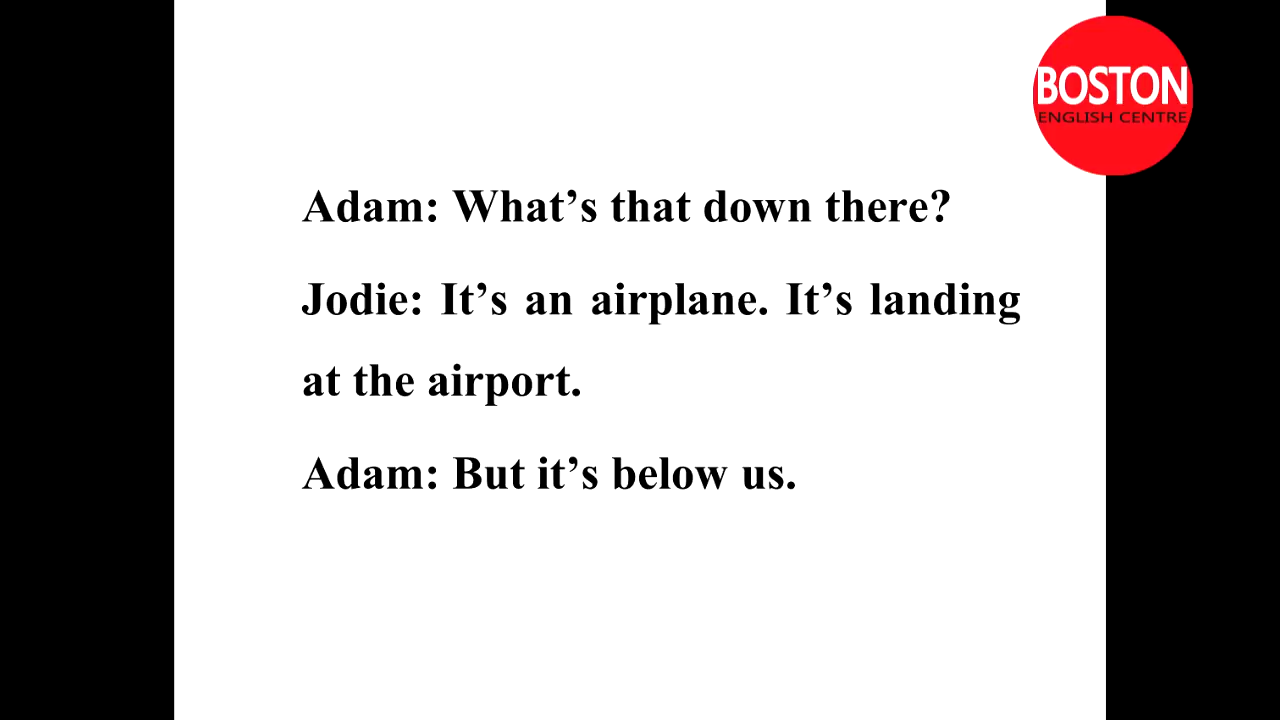 BOSTON
ENGLISH CENTRE
Adam: What’s that down there?
Jodie: It’s an airplane. It’s landing
at the airport.
Adam: But it’s below us.